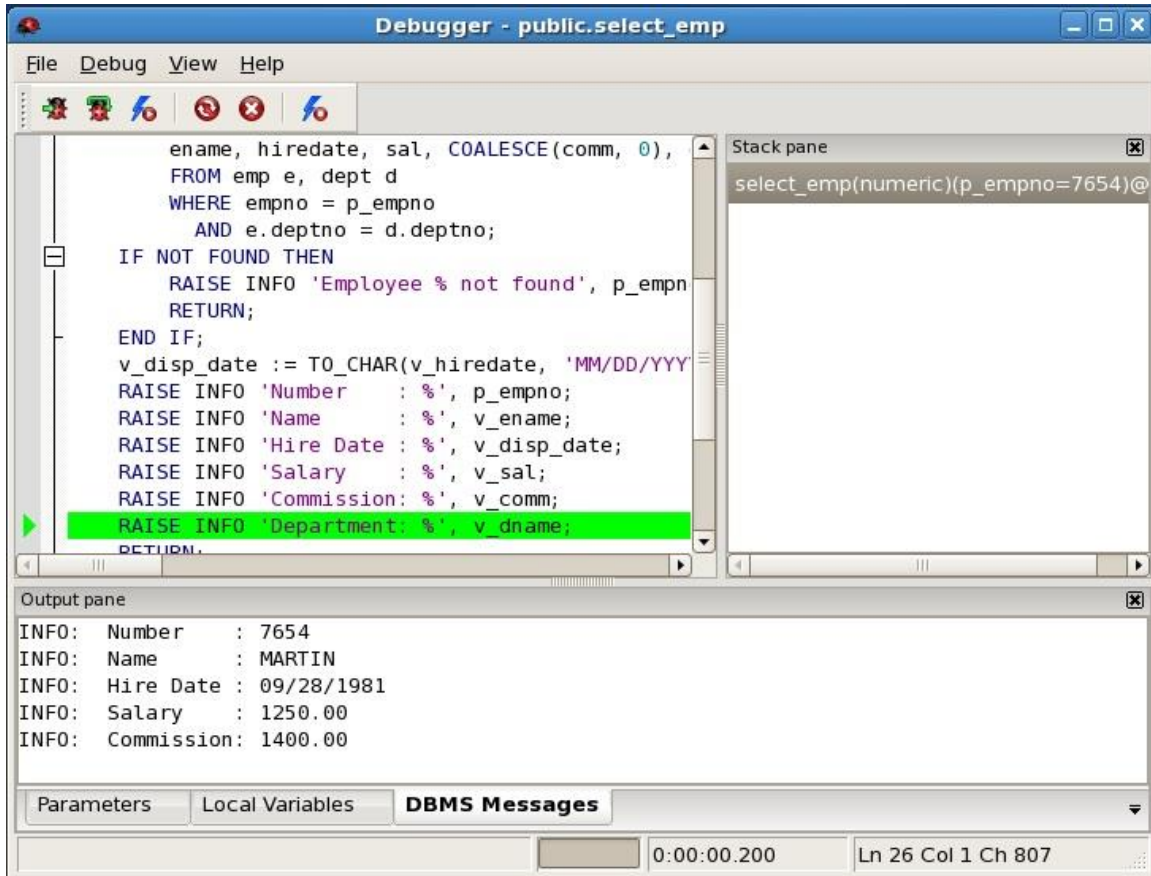 Debugger - public.select_emp
File Debug View Help
ename, hiredate, sal, COALESCE(comm, 0),
FROM emp e, dept d
WHERE empno = p_empno
AND e.deptno = d.deptno;
IF NOT FOUND THEN
RAISE INFO 'Employee % not found', p_empn
RETURN;
END IF;
v_disp_date := TO_CHAR(v_hiredate, 'MM/DD/YYY
RAISE INFO 'Number    : %', p_empno;
RAISE INFO 'Name      : %', v_ename;
RAISE INFO 'Hire Date : %', v_disp_date;
RAISE INFO 'Salary    : %', v_sal;
RAISE INFO 'Commission: %', v_comm;
RAISE INFO 'Department: %', v_dname;
RETURN;
Stack pane
select_emp(numeric)(p_empno=7654)@
Output pane
INFO:  Number    : 7654
INFO:  Name      : MARTIN
INFO:  Hire Date : 09/28/1981
INFO:  Salary    : 1250.00
INFO:  Commission: 1400.00
Parameters Local Variables DBMS Messages
0:00:00.200 Ln 26 Col 1 Ch 807